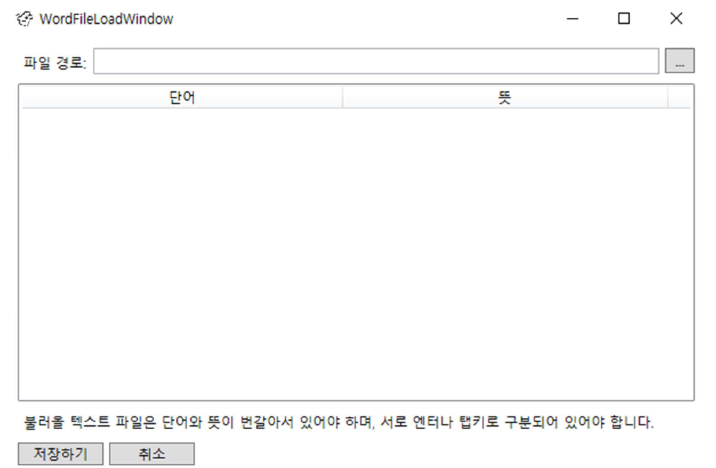 WordFileLoadWindow
파일 경로: ...
단어 뜻
불러올 텍스트 파일은 단어와 뜻이 번갈아서 있어야 하며, 서로 엔터나 탭키로 구분되어 있어야 합니다.
저장하기 취소